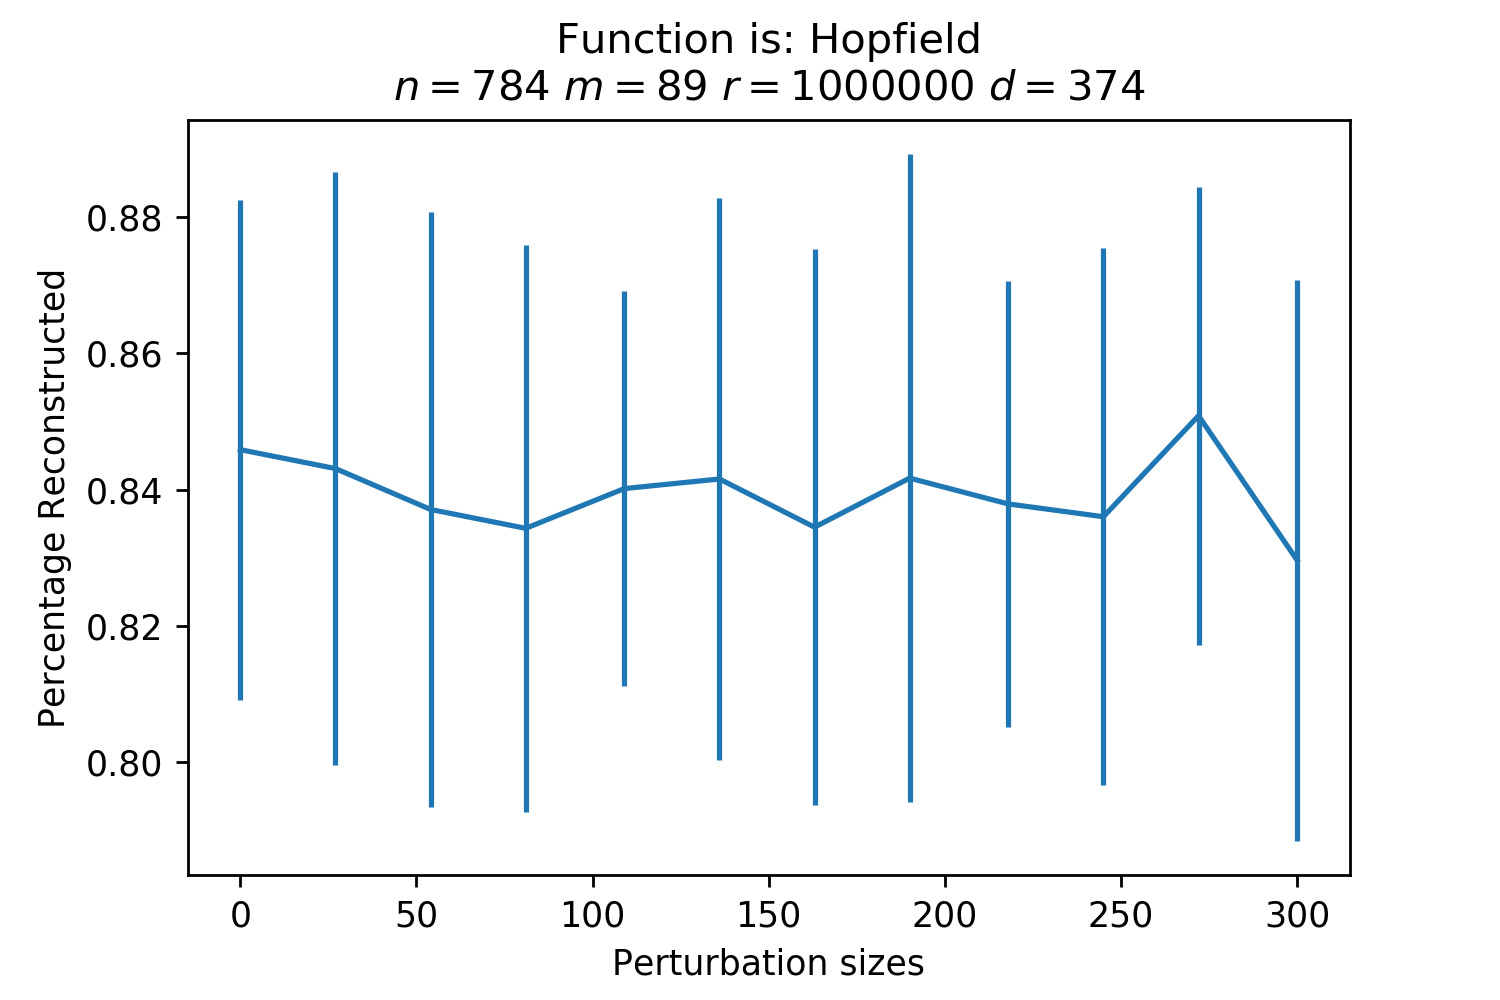 Function is: Hopfield
n = 784 m = 89 r = 1000000 d = 374
Percentage Reconstructed
0.88
0.86
0.84
0.82
0.80
0 50 100 150 200 250 300
Perturbation sizes